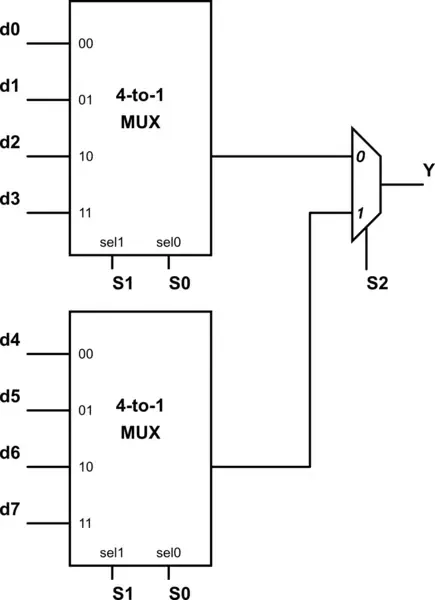 d0
00
d1
01
4-to-1
MUX
d2
10
0
Y
d3
11
1
sel1 sel0
S1 S0
S2
d4
00
d5
01
4-to-1
MUX
d6
10
d7
11
sel1 sel0
S1 S0